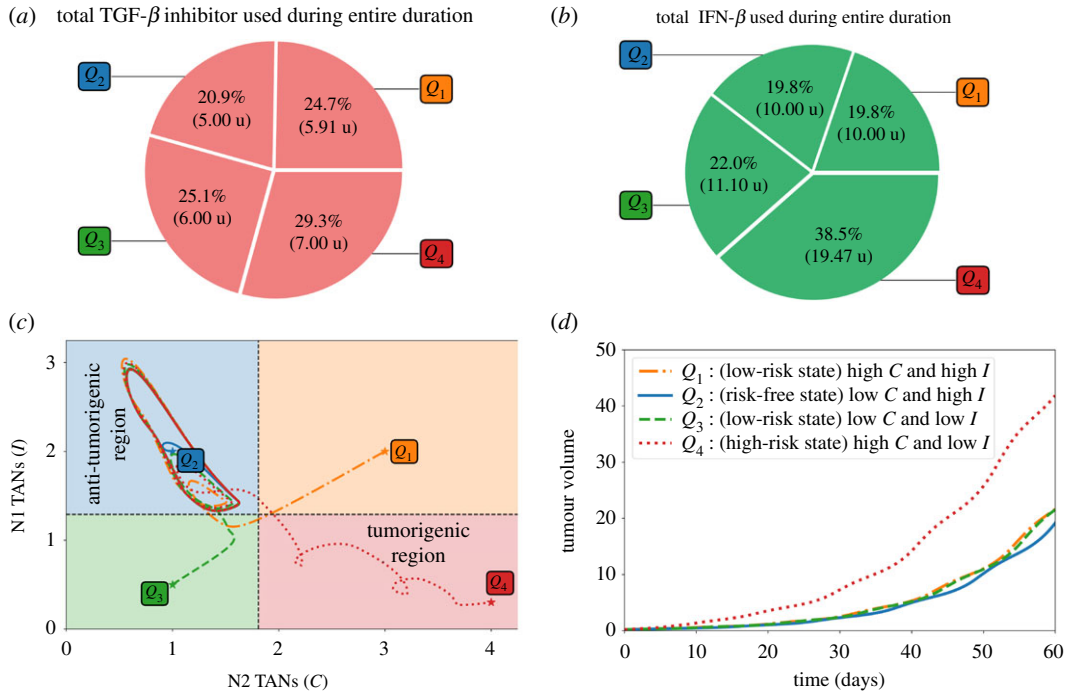 (a) total TGF-β inhibitor used during entire duration
Q2
Q1
20.9%
(5.00 u)
24.7%
(5.91 u)
25.1%
(6.00 u)
29.3%
(7.00 u)
Q3
Q4
(b) total IFN-β used during entire duration
Q2
Q1
19.8%
(10.00 u)
19.8%
(10.00 u)
22.0%
(11.10 u)
38.5%
(19.47 u)
Q3
Q4
(c)
3
2
1
0
N1 TANs (I)
anti-tumorigenic
region
Q2
Q1
tumorigenic
region
Q3
Q4
0 1 2 3 4
N2 TANs (C)
(d)
50
40
30
20
10
0
tumour volume
Q1 : (low-risk state) high C and high I
Q2 : (risk-free state) low C and high I
Q3 : (low-risk state) low C and low I
Q4 : (high-risk state) high C and low I
0 10 20 30 40 50 60
time (days)